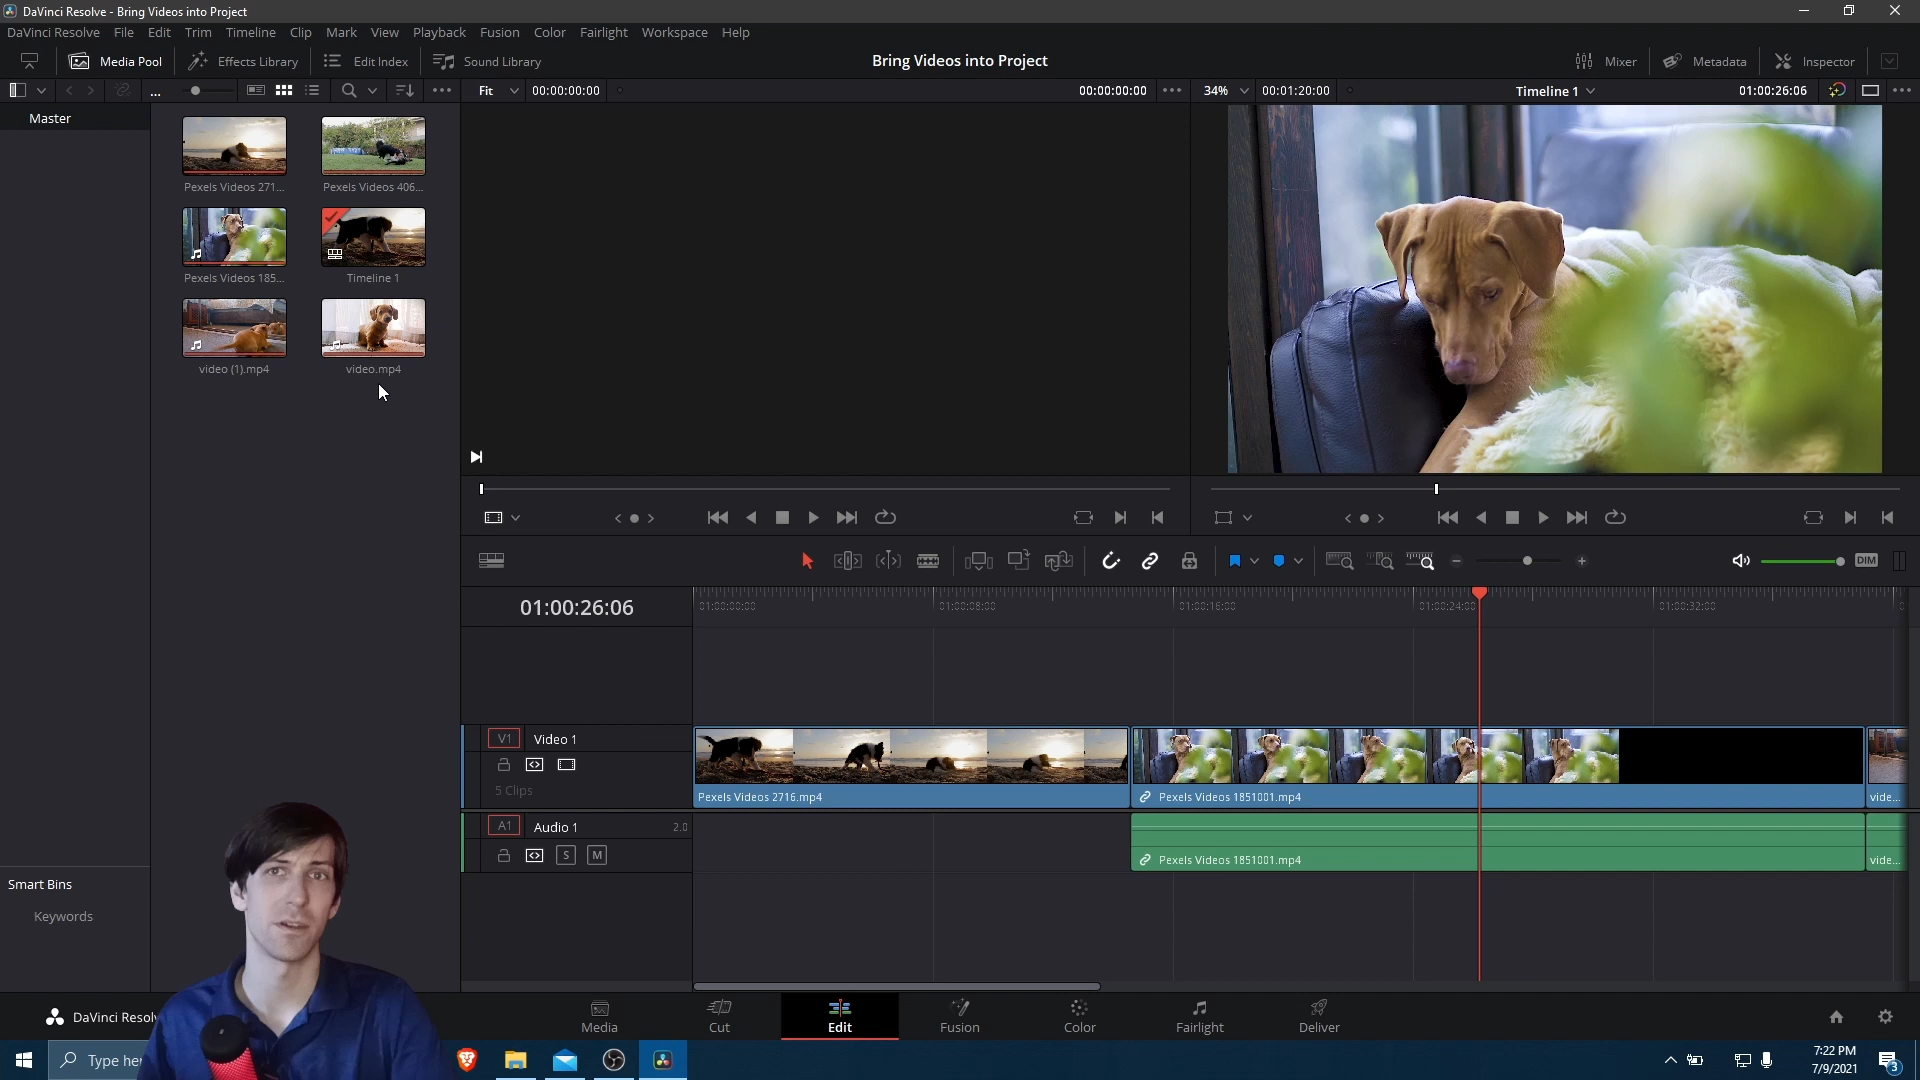 DaVinci Resolve - Bring Videos into Project
DaVinci Resolve File Edit Trim Timeline Clip Mark View Playback Fusion Color Fairlight Workspace Help
Media Pool Effects Library Edit Index Sound Library Bring Videos into Project Mixer Metadata Inspector
... Fit 00:00:00:00 00:00:00:00 34% 00:01:20:00 Timeline 1 01:00:26:06
Master
Pexels Videos 271... Pexels Videos 406...
Pexels Videos 185... Timeline 1
video (1).mp4 video.mp4
DIM
01:00:26:06 01:00:00:00 01:00:08:00 01:00:16:00 01:00:24:00 01:00:32:00
V1 Video 1
5 Clips
Pexels Videos 2716.mp4 Pexels Videos 1851001.mp4 vide...
A1 Audio 1 2.0
S M
Pexels Videos 1851001.mp4 vide...
Smart Bins
Keywords
DaVinci Resolv
Media Cut Edit Fusion Color Fairlight Deliver
Type her
7:22 PM
7/9/2021
3